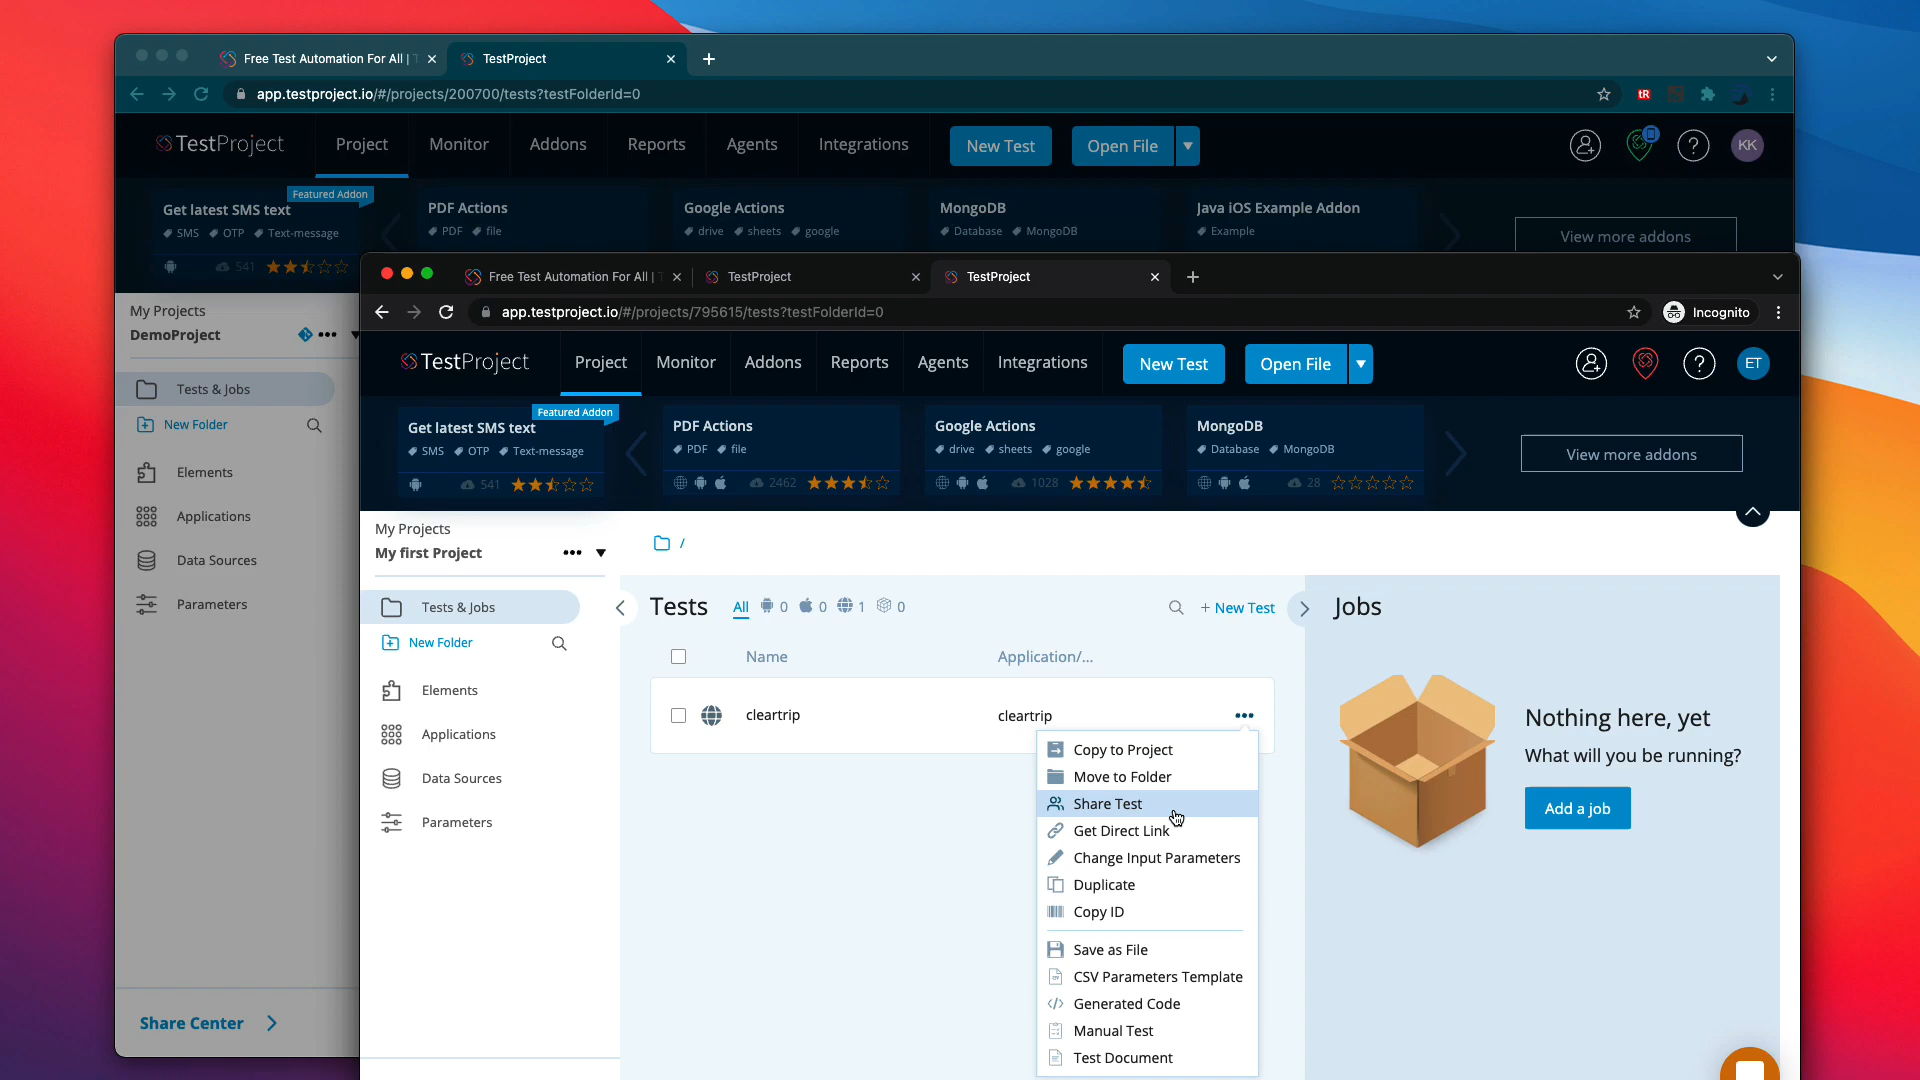 Free Test Automation For All |
TestProject
app.testproject.io/#/projects/200700/tests?testFolderId=0
tR
TestProject
Project
Monitor
Addons
Reports
Agents
Integrations
New Test
Open File
?
KK
Featured Addon
Get latest SMS text
SMS
OTP
Text-message
541
PDF Actions
PDF
file
Google Actions
drive
sheets
google
MongoDB
Database
MongoDB
Java iOS Example Addon
Example
View more addons
My Projects
DemoProject
Tests & Jobs
New Folder
Elements
Applications
Data Sources
Parameters
Share Center
Free Test Automation For All |
TestProject
TestProject
app.testproject.io/#/projects/795615/tests?testFolderId=0
Incognito
TestProject
Project
Monitor
Addons
Reports
Agents
Integrations
New Test
Open File
?
ET
Featured Addon
Get latest SMS text
SMS
OTP
Text-message
541
PDF Actions
PDF
file
2462
Google Actions
drive
sheets
google
1028
MongoDB
Database
MongoDB
28
View more addons
My Projects
My first Project
Tests & Jobs
New Folder
Elements
Applications
Data Sources
Parameters
/
Tests
All
0
0
1
0
+ New Test
Name
Application/...
cleartrip
cleartrip
Copy to Project
Move to Folder
Share Test
Get Direct Link
Change Input Parameters
Duplicate
Copy ID
Save as File
CSV Parameters Template
Generated Code
Manual Test
Test Document
Jobs
Nothing here, yet
What will you be running?
Add a job